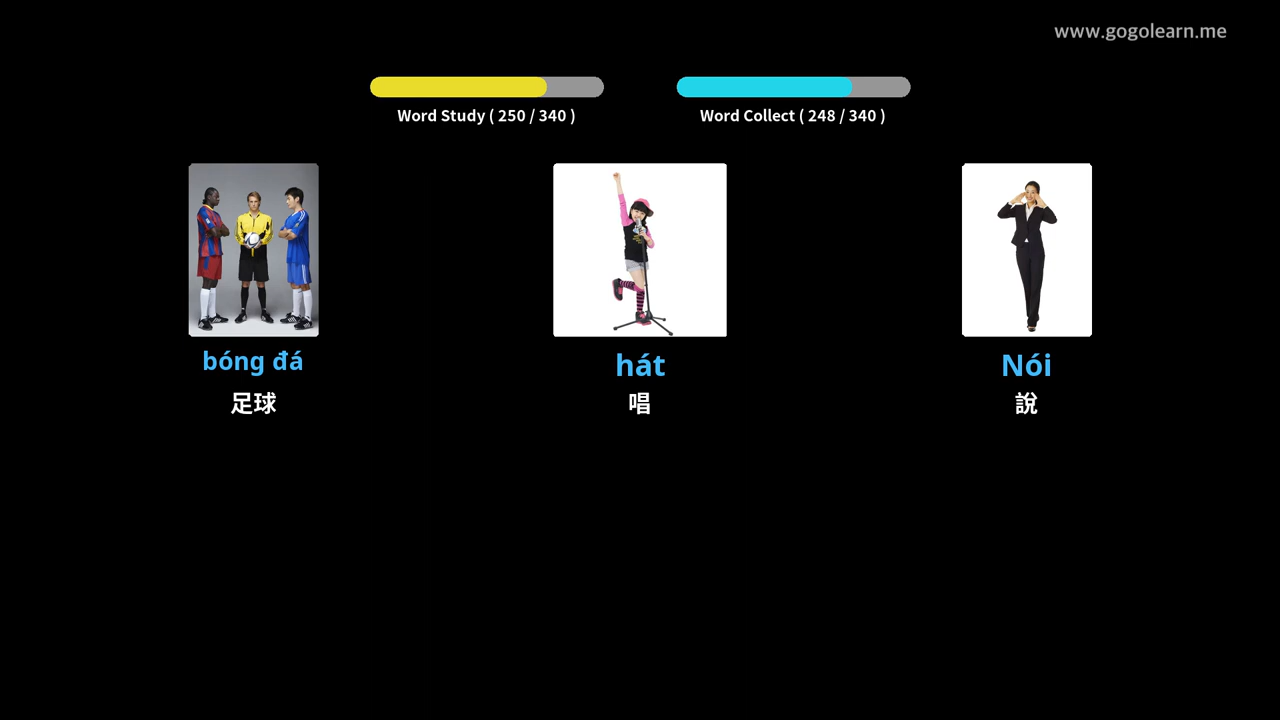 www.gogolearn.me
Word Study ( 250 / 340 )
Word Collect ( 248 / 340 )
bóng đá
足球
hát
唱
Nói
說